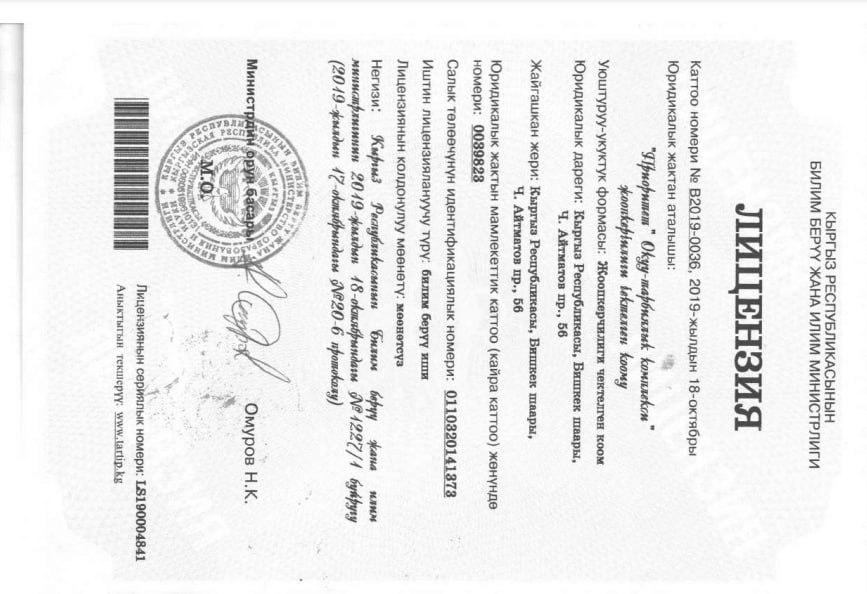 КЫРГЫЗ РЕСПУБЛИКАСЫНЫН
БИЛИМ БЕРҮҮ ЖАНА ИЛИМ МИНИСТРЛИГИ
ЛИЦЕНЗИЯ
Каттоо номери № В2019-0036, 2019-жылдын 18-октябры
Юридикалык жактан аталышы:
"Приоритет" Окуу-тарбиялык комплекси"
жоопкерчилиги чектелген коому
Уюштуруу-укуктук формасы: Жоопкерчилиги чектелген коом
Юридикалык дареги: Кыргыз Республикасы, Бишкек шаары,
Ч. Айтматов пр., 56
Жайгашкан жери: Кыргыз Республикасы, Бишкек шаары,
Ч. Айтматов пр., 56
Юридикалык жактын мамлекеттик каттоо (кайра каттоо) жөнүндө
номери: 0039823
Салык төлөөчүнүн идентификациялык номери: 0110320141373
Иштин лицензиялануучу түрү: билим берүү иши
Лицензиянын колдонулуу мөөнөтү: мөөнөтсүз
Негизи: Кыргыз Республикасынын Билим берүү жана илим
министрлигинин 2019-жылдын 18-октябрындагы №1227/1 буйругу
(2019-жылдын 17-октябрындагы №20-6 протоколу)
Министрдин орун басары
Омуров Н.К.
М.О.
Лицензиянын сериялык номери: LS190004841
Аныктыгын текшерүү: www.tartip.kg